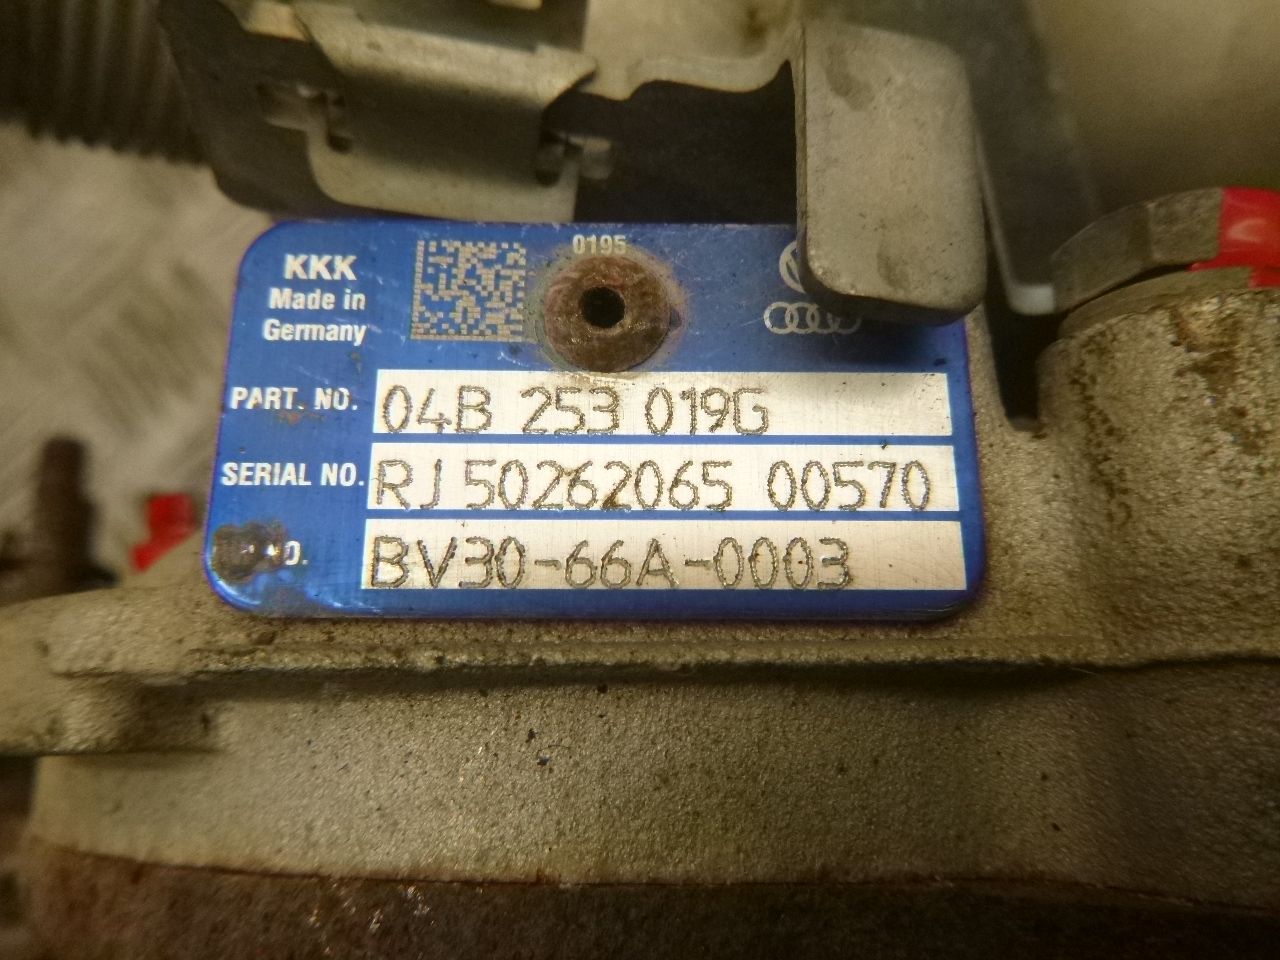 0195
KKK
Made in
Germany
PART. NO. 04B 253 019G
SERIAL NO. RJ 50262065 00570
BV30-66A-0003